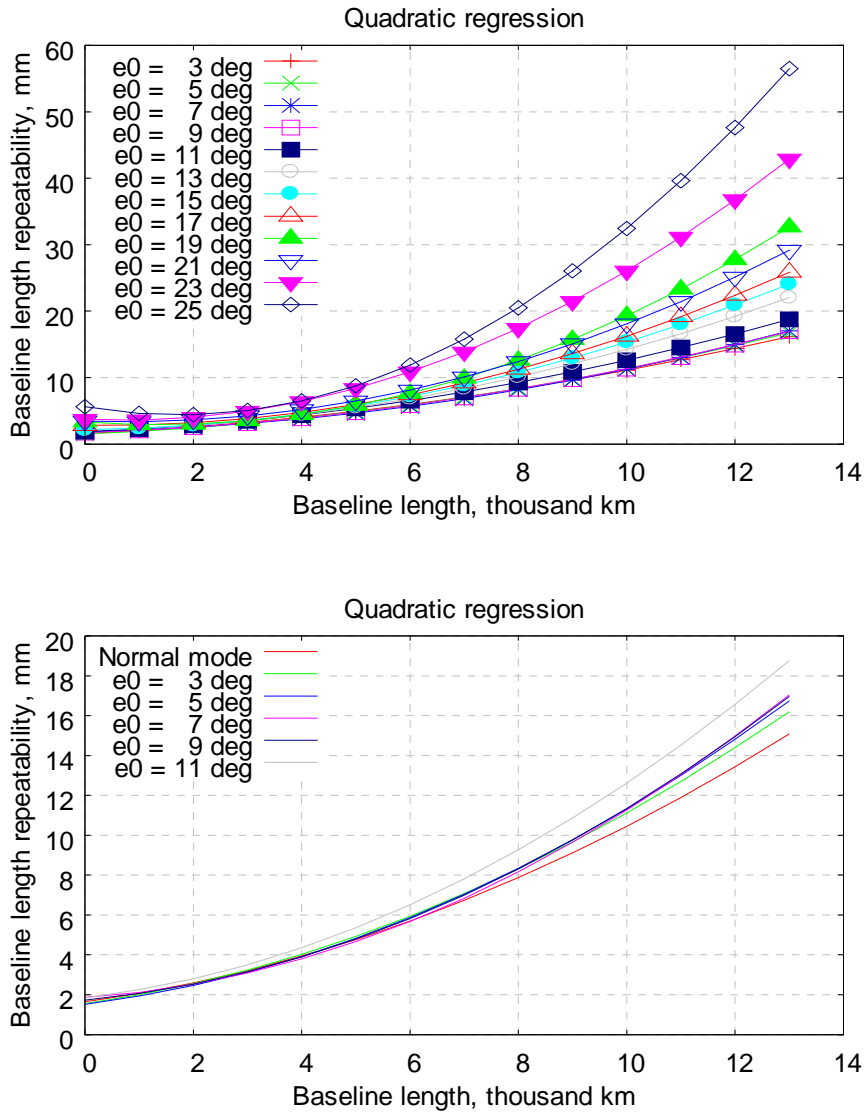 Quadratic regression
60
50
40
30
20
10
0
Baseline length repeatability, mm
e0 = 3 deg
e0 = 5 deg
e0 = 7 deg
e0 = 9 deg
e0 = 11 deg
e0 = 13 deg
e0 = 15 deg
e0 = 17 deg
e0 = 19 deg
e0 = 21 deg
e0 = 23 deg
e0 = 25 deg
0 2 4 6 8 10 12 14
Baseline length, thousand km
Quadratic regression
20
18
16
14
12
10
8
6
4
2
0
Baseline length repeatability, mm
Normal mode
e0 = 3 deg
e0 = 5 deg
e0 = 7 deg
e0 = 9 deg
e0 = 11 deg
0 2 4 6 8 10 12 14
Baseline length, thousand km